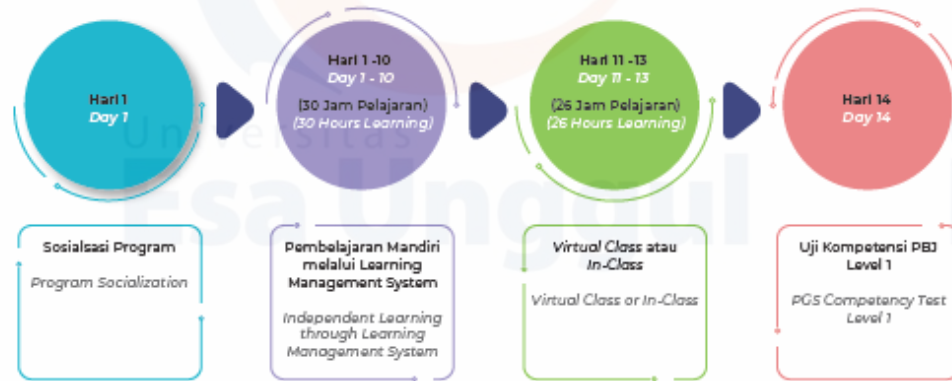 Hari 1
Day 1
Hari 1 -10
Day 1 - 10
(30 Jam Pelajaran)
(30 Hours Learning)
Hari 11 -13
Day 11 - 13
(26 Jam Pelajaran)
(26 Hours Learning)
Hari 14
Day 14
Universitas
Esa Unggul
Sosialsasi Program
Program Socialization
Pembelajaran Mandiri
melalui Learning
Management System
Independent Learning
through Learning
Management System
Virtual Class atau
In-Class
Virtual Class or In-Class
Uji Kompetensi PBJ
Level 1
PGS Competency Test
Level 1